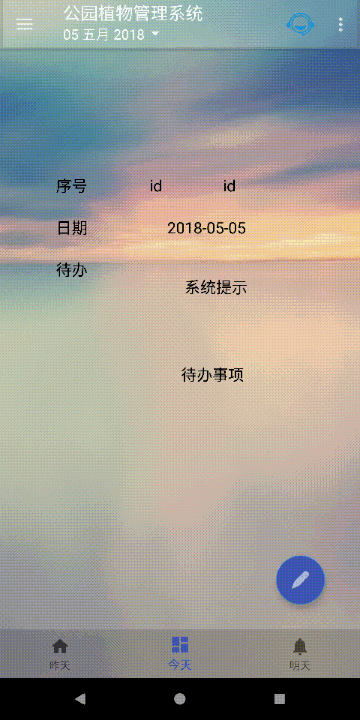 公园植物管理系统
05 五月 2018
序号 id id
日期 2018-05-05
待办
系统提示
待办事项
昨天 今天 明天